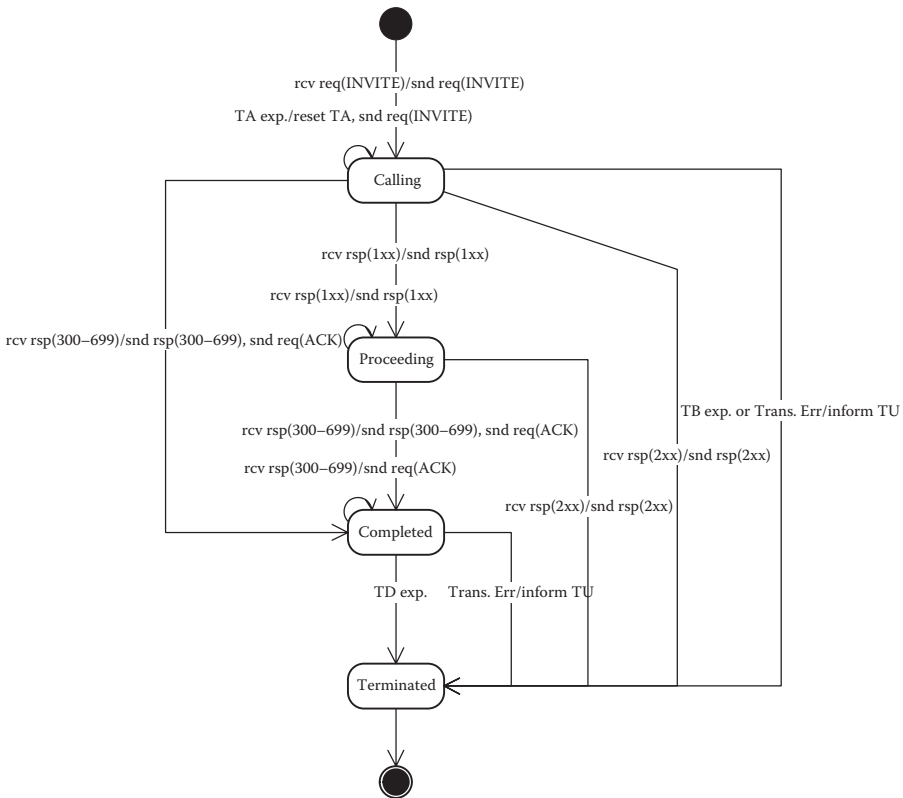 rcv req(INVITE)/snd req(INVITE)
TA exp./reset TA, snd req(INVITE)
Calling
rcv rsp(1xx)/snd rsp(1xx)
rcv rsp(1xx)/snd rsp(1xx)
rcv rsp(300–699)/snd rsp(300–699), snd req(ACK)
Proceeding
TB exp. or Trans. Err/inform TU
rcv rsp(300–699)/snd rsp(300–699), snd req(ACK)
rcv rsp(2xx)/snd rsp(2xx)
rcv rsp(300–699)/snd req(ACK)
rcv rsp(2xx)/snd rsp(2xx)
Completed
TD exp.
Trans. Err/inform TU
Terminated